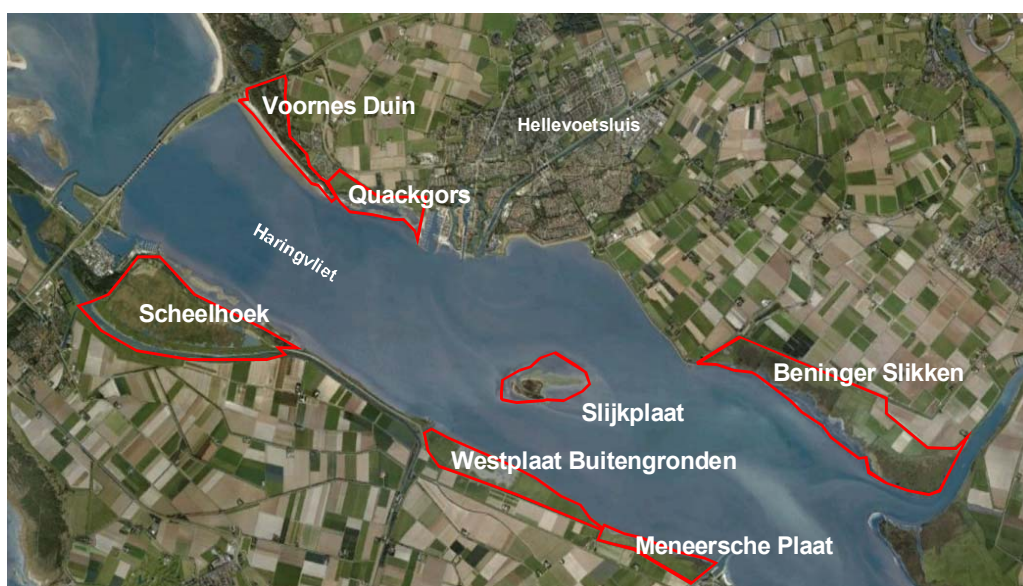 Voornes Duin
Hellevoetsluis
Quackgors
Haringvliet
Scheelhoek
Beninger Slikken
Slijkplaat
Westplaat Buitengronden
Meneersche Plaat